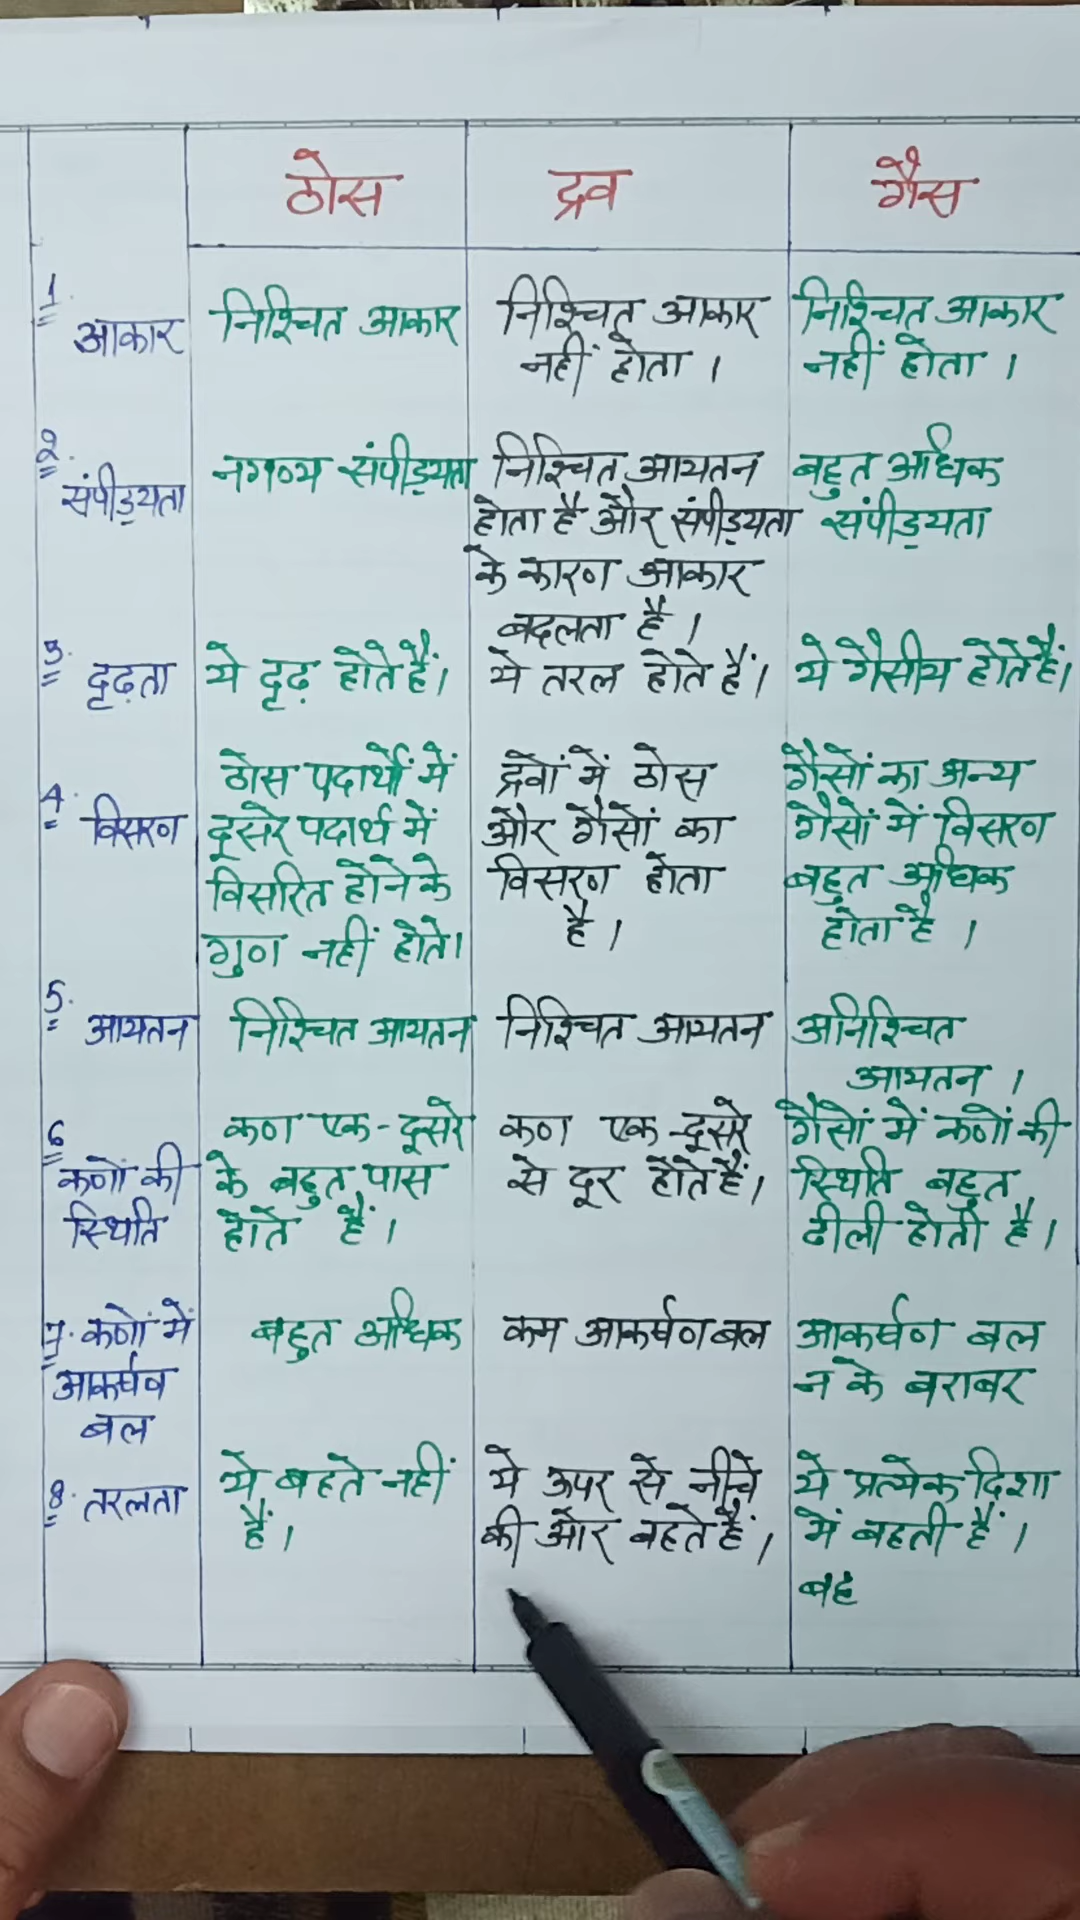 ठोस द्रव गैस
1. आकार
निश्चित आकार
निश्चित आकार
नहीं होता ।
निश्चित आकार
नहीं होता ।
2. संपीड़यता
नगण्य संपीड़यता
निश्चित आयतन
होता है और संपीड़यता
के कारण आकार
बदलता है ।
बहुत अधिक
संपीड़यता
3. दृढ़ता
ये दृढ़ होते हैं।
ये तरल होते हैं।
ये गैसीय होते हैं।
4. विसरण
ठोस पदार्थों में
दूसरे पदार्थ में
विसरित होने के
गुण नहीं होते।
द्रवों में ठोस
और गैसों का
विसरण होता
है ।
गैसों का अन्य
गैसों में विसरण
बहुत अधिक
होता है ।
5. आयतन
निश्चित आयतन
निश्चित आयतन
अनिश्चित
आयतन ।
6
कणों की
स्थिति
कण एक-दूसरे
के बहुत पास
होते हैं ।
कण एक-दूसरे
से दूर होते हैं।
गैसों में कणों की
स्थिति बहुत
ढीली होती है ।
7. कणों में
आकर्षण
बल
बहुत अधिक
कम आकर्षण बल
आकर्षण बल
न के बराबर
8. तरलता
ये बहते नहीं
हैं ।
ये ऊपर से नीचे
की ओर बहते हैं ।
ये प्रत्येक दिशा
में बहती हैं ।
बह